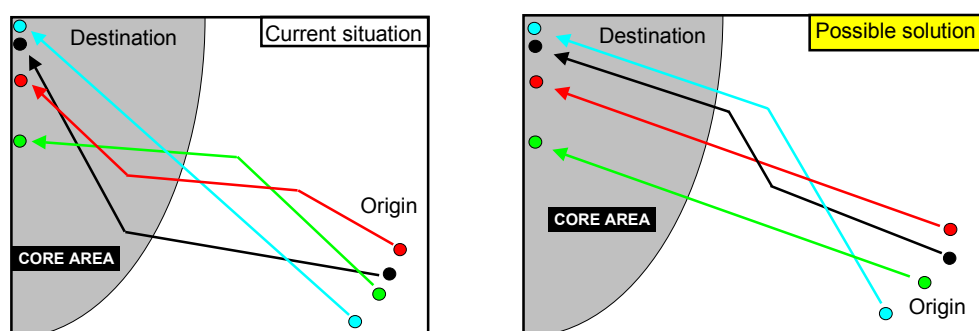 Destination
Current situation
Origin
CORE AREA
Destination
Possible solution
CORE AREA
Origin